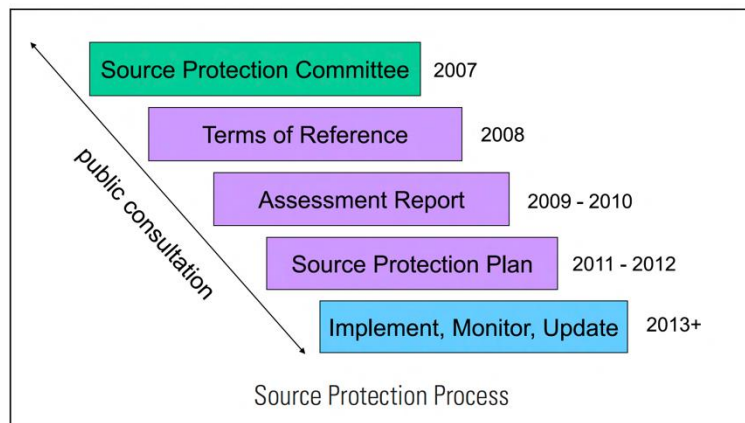 Source Protection Committee 2007
Terms of Reference 2008
Assessment Report 2009 - 2010
Source Protection Plan 2011 - 2012
Implement, Monitor, Update 2013+
public consultation
Source Protection Process